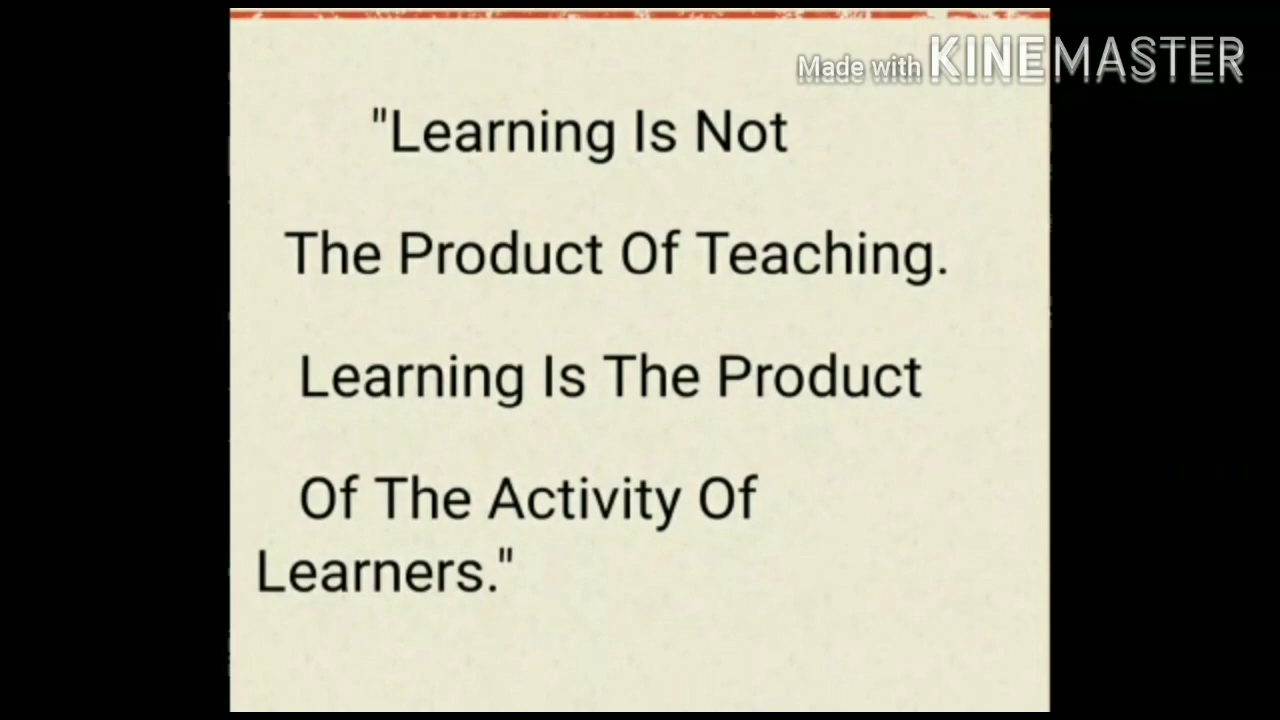 Made with KINEMASTER
"Learning Is Not
The Product Of Teaching.
Learning Is The Product
Of The Activity Of
Learners."